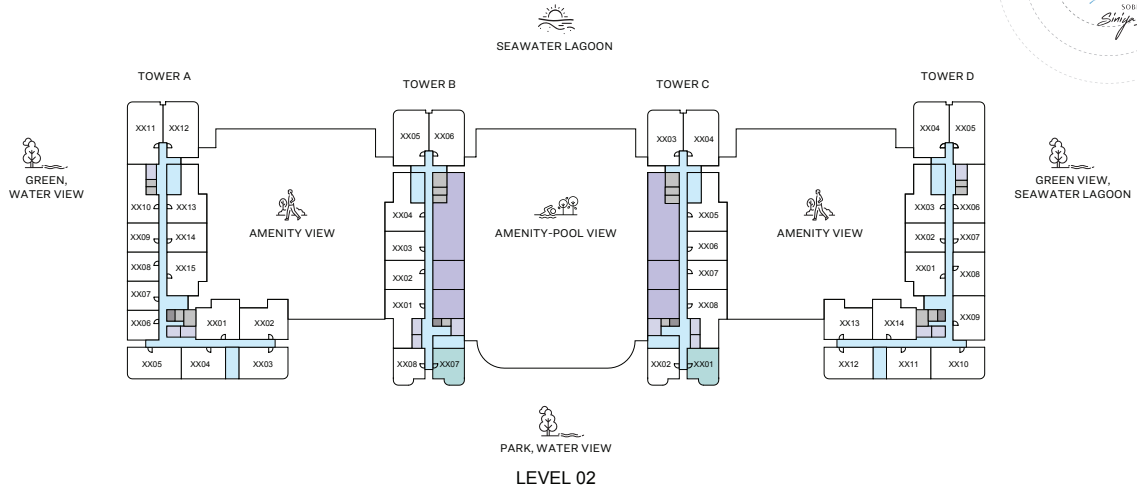 SOB
Siniya
SEAWATER LAGOON
TOWER A
TOWER B
TOWER C
TOWER D
XX11 XX12
XX05 XX06
XX03 XX04
XX04 XX05
GREEN,
WATER VIEW
GREEN VIEW,
SEAWATER LAGOON
XX10 XX13
XX04
XX05
XX03 XX06
AMENITY VIEW
AMENITY-POOL VIEW
AMENITY VIEW
XX09 XX14
XX03
XX06
XX02 XX07
XX08 XX15
XX02
XX07
XX01 XX08
XX07
XX01
XX08
XX06 XX01 XX02
XX13 XX14 XX09
XX05 XX04 XX03
XX08 XX07
XX02 XX01
XX12 XX11 XX10
PARK, WATER VIEW
LEVEL 02